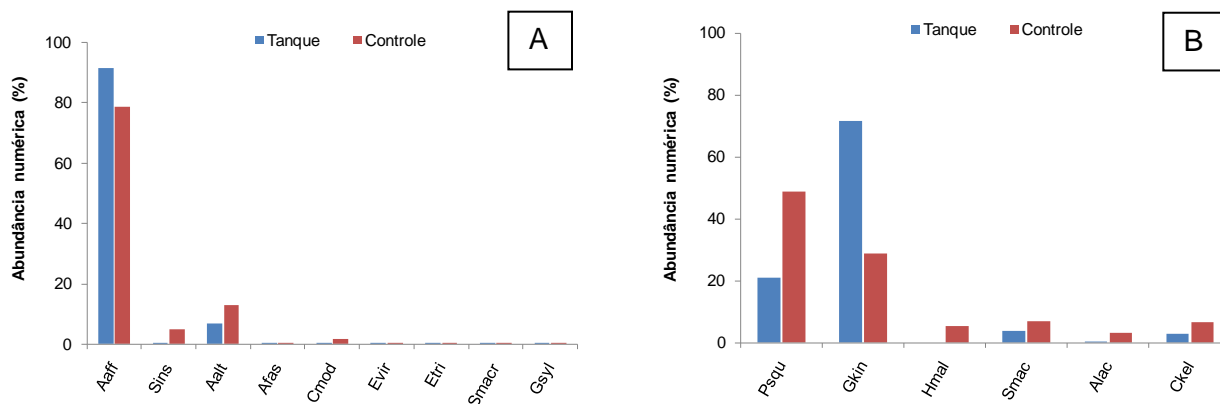 Tanque Controle
A
Abundância numérica (%)
100
80
60
40
20
0
Aaff Sins Aalt Afas Cmod Evir Etri Smacr Gsyl
Tanque Controle
B
Abundância numérica (%)
100
80
60
40
20
0
Psqu Gkin Hmal Smac Alac Ckel